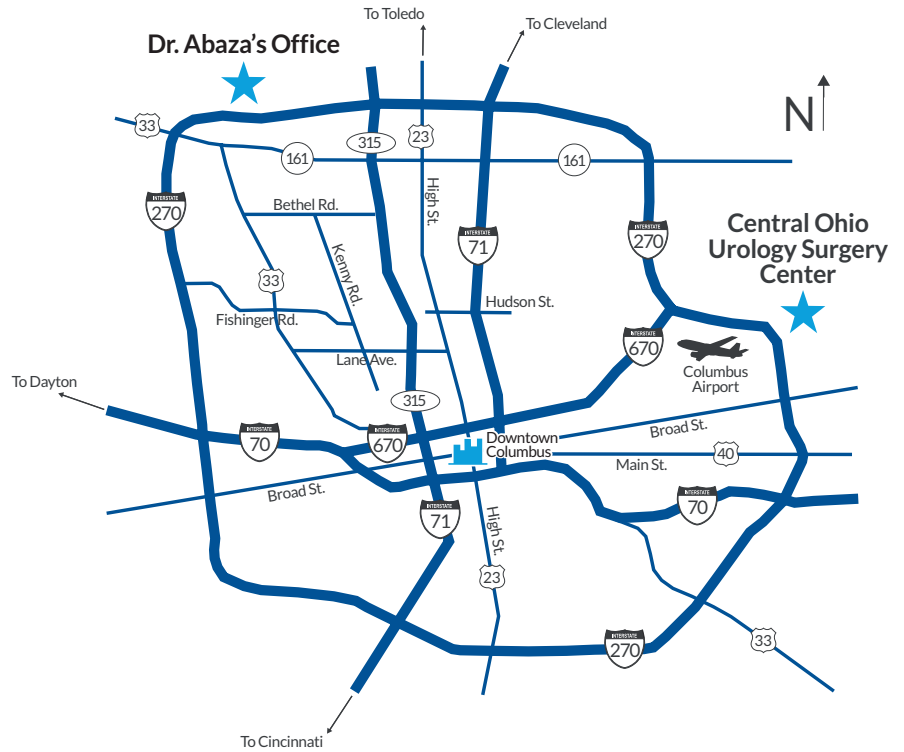 To Toledo
To Cleveland
Dr. Abaza's Office
N
33
315
23
161
161
High St.
INTERSTATE
270
Bethel Rd.
INTERSTATE
71
INTERSTATE
270
Central Ohio
Urology Surgery
Center
Kenny Rd.
33
Hudson St.
Fishinger Rd.
INTERSTATE
670
Lane Ave.
Columbus
Airport
To Dayton
315
INTERSTATE
70
INTERSTATE
670
Downtown
Columbus
Broad St.
Main St.
40
Broad St.
INTERSTATE
70
INTERSTATE
71
High St.
23
33
INTERSTATE
270
To Cincinnati